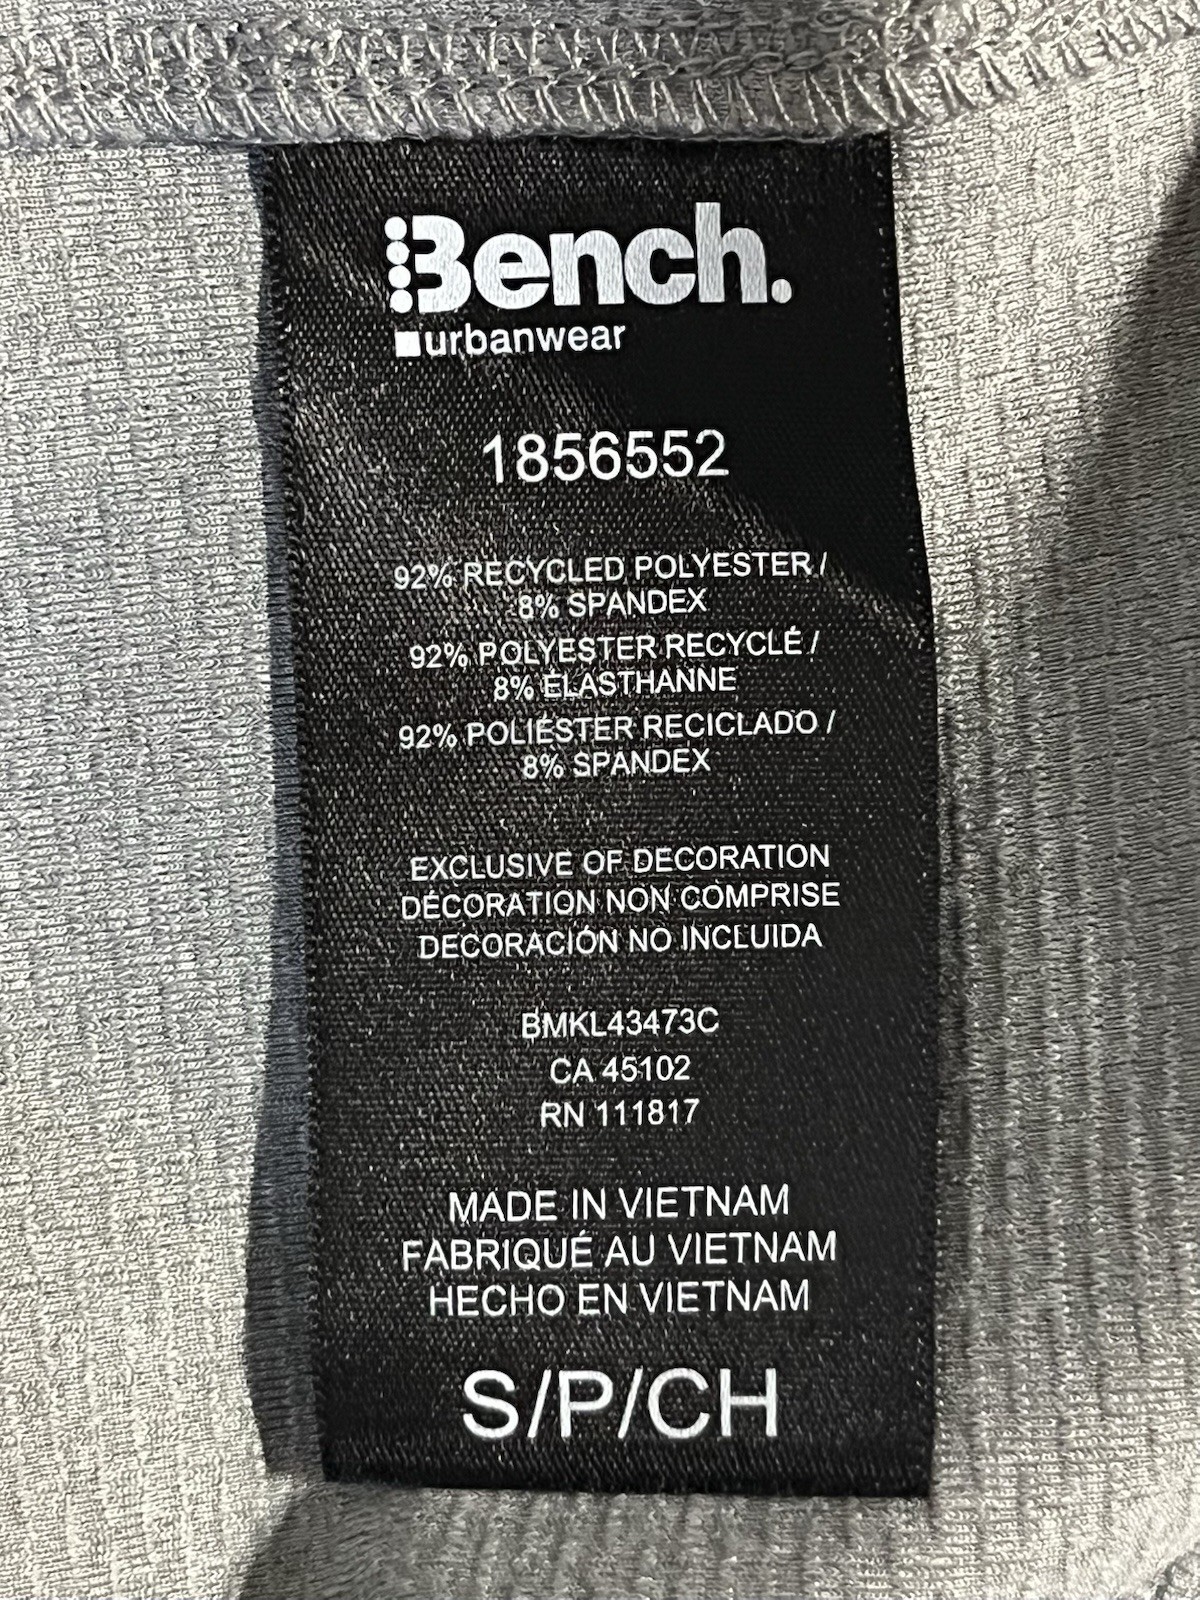 Bench.
urbanwear
1856552
92% RECYCLED POLYESTER /
8% SPANDEX
92% POLYESTER RECYCLÉ /
8% ÉLASTHANNE
92% POLIÉSTER RECICLADO /
8% SPANDEX
EXCLUSIVE OF DECORATION
DÉCORATION NON COMPRISE
DECORACIÓN NO INCLUIDA
BMKL43473C
CA 45102
RN 111817
MADE IN VIETNAM
FABRIQUÉ AU VIETNAM
HECHO EN VIETNAM
S/P/CH